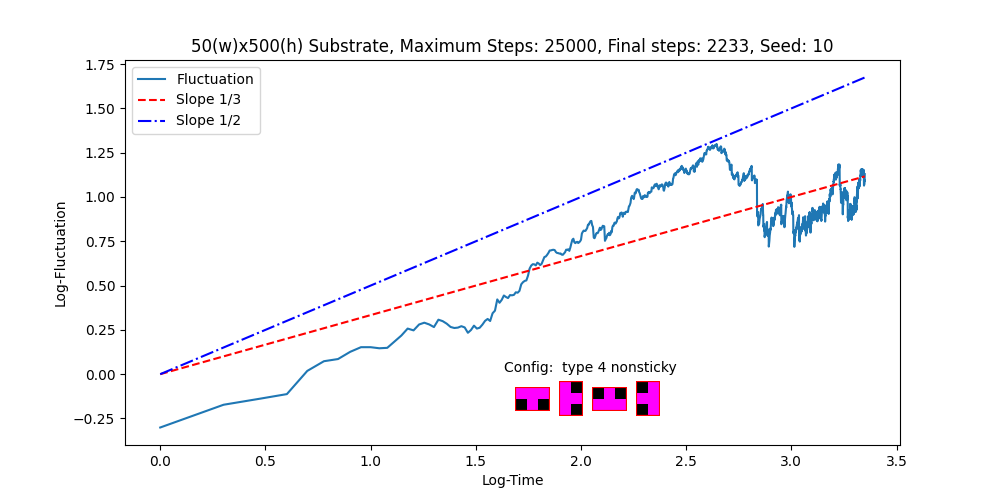 50(w)x500(h) Substrate, Maximum Steps: 25000, Final steps: 2233, Seed: 10
Log-Fluctuation
1.75
1.50
1.25
1.00
0.75
0.50
0.25
0.00
−0.25
Fluctuation
Slope 1/3
Slope 1/2
Config:  type 4 nonsticky
0.0 0.5 1.0 1.5 2.0 2.5 3.0 3.5
Log-Time